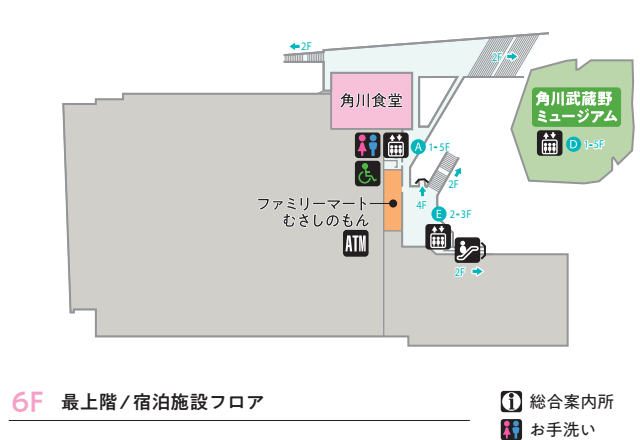 2F
2F
角川食堂
角川武蔵野
ミュージアム
A 1-5F
D 1-5F
2F
4F
ファミリーマート
むさしのもん
E 2-3F
ATM
2F
6F 最上階/宿泊施設フロア
総合案内所
お手洗い